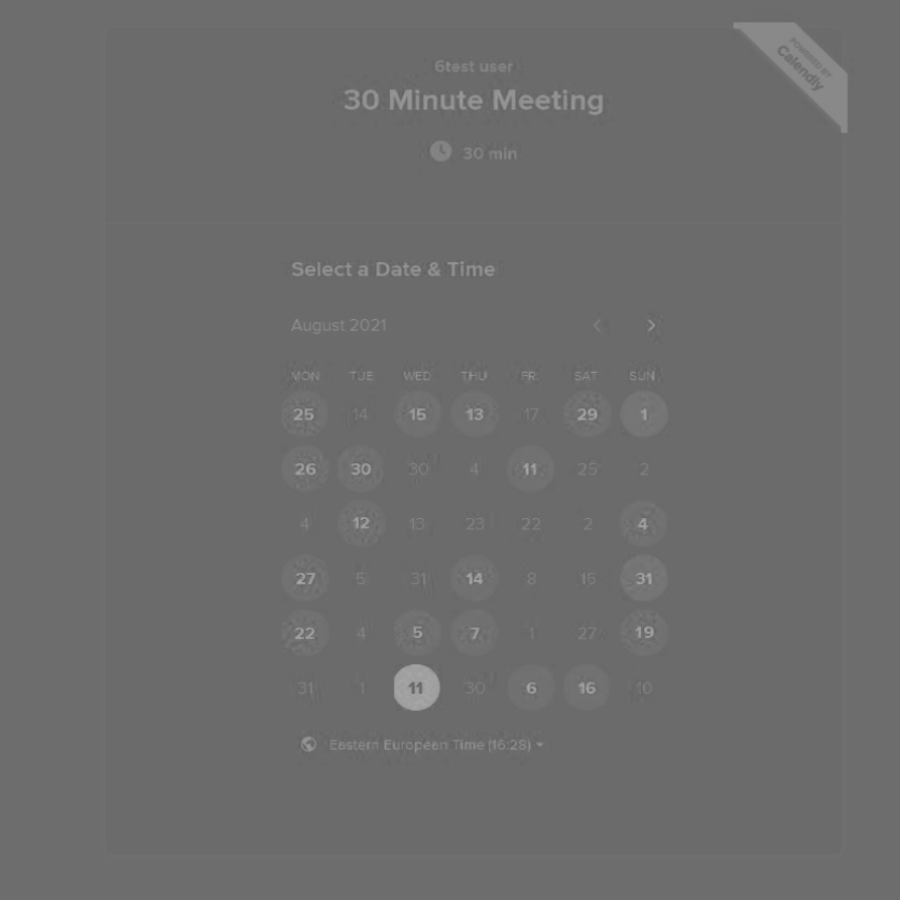 6test user
30 Minute Meeting
30 min
POWERED BY
Calendly
Select a Date & Time
August 2021
MON TUE WED THU FRI SAT SUN
25 14 15 13 17 29 1
26 30 30 4 11 25 2
4 12 13 23 22 2 4
27 5 31 14 8 15 31
22 4 5 7 1 27 19
31 1 11 30 6 16 10
Eastern European Time (16:28)